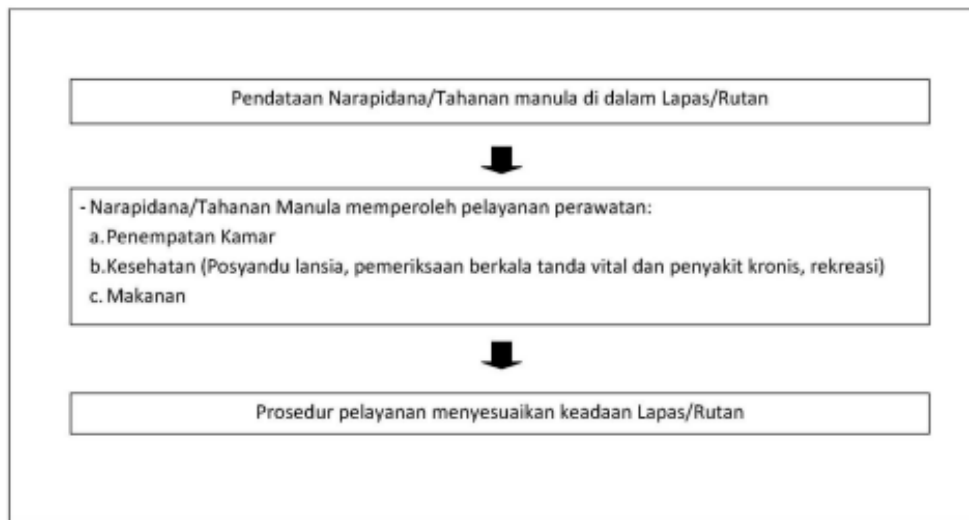 Pendataan Narapidana/Tahanan manula di dalam Lapas/Rutan
- Narapidana/Tahanan Manula memperoleh pelayanan perawatan:
a. Penempatan Kamar
b. Kesehatan (Posyandu lansia, pemeriksaan berkala tanda vital dan penyakit kronis, rekreasi)
c. Makanan
Prosedur pelayanan menyesuaikan keadaan Lapas/Rutan